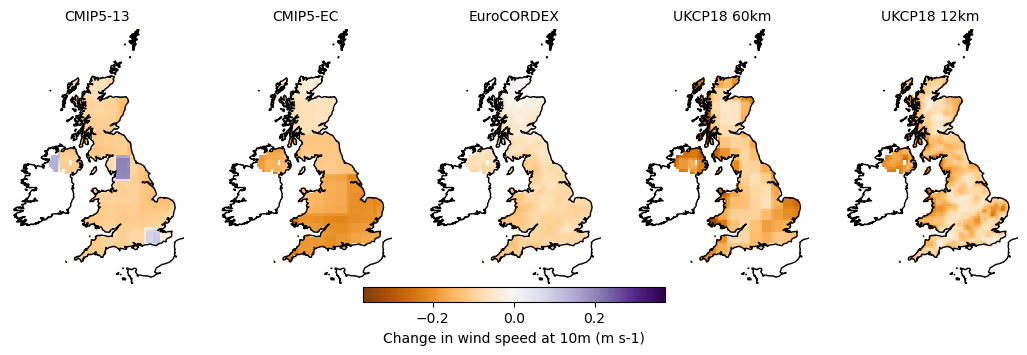 CMIP5-13
CMIP5-EC
EuroCORDEX
UKCP18 60km
UKCP18 12km
−0.2
0.0
0.2
Change in wind speed at 10m (m s-1)